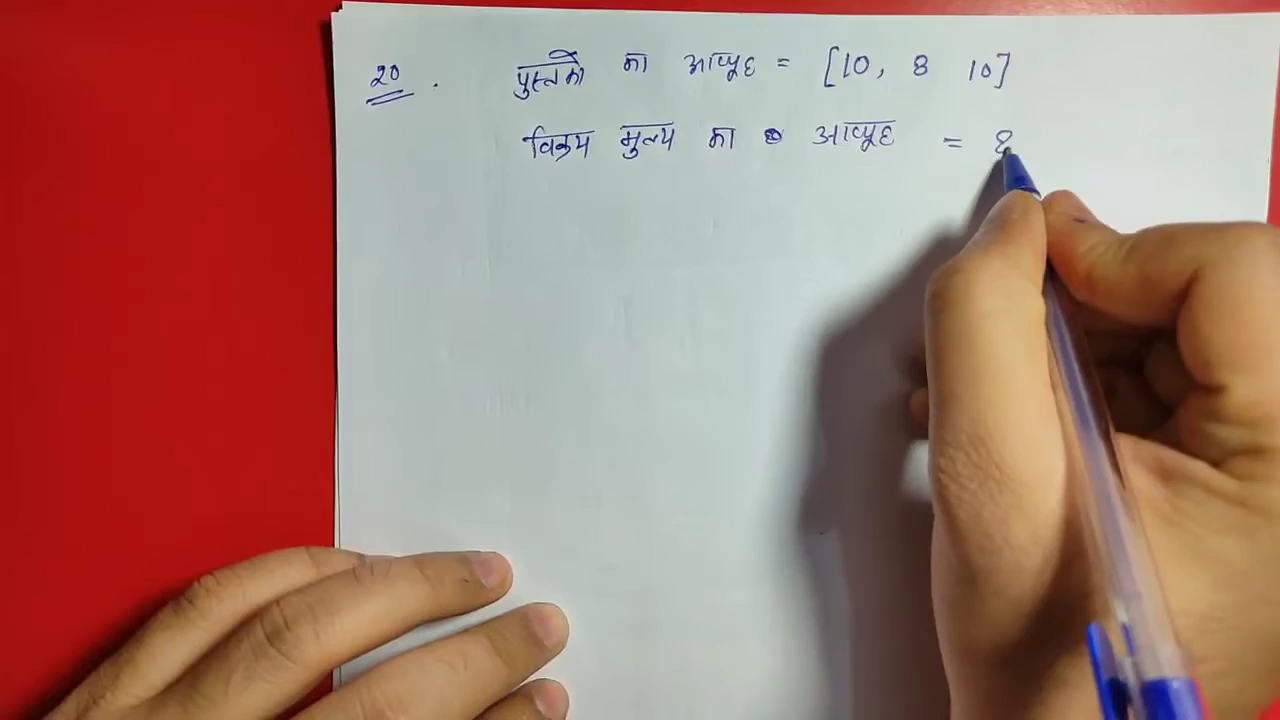 20. पुस्तकों का आव्यूह = [10, 8 10]
विक्रय मुल्य का आव्यूह = 8